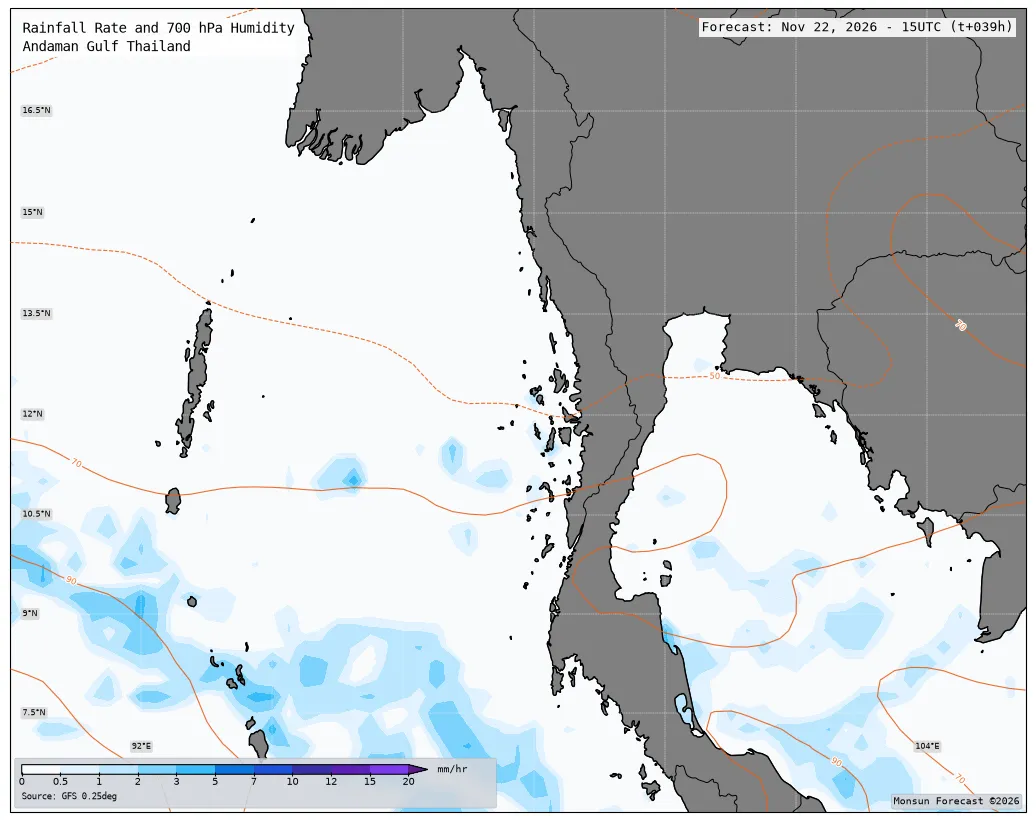 Rainfall Rate and 700 hPa Humidity
Andaman Gulf Thailand
Forecast: Nov 22, 2026 - 15UTC (t+039h)
16.5°N
15°N
13.5°N
70
50
12°N
70
10.5°N
90
9°N
7.5°N
92°E
104°E
90
70
0 0.5 1 2 3 5 7 10 12 15 20 mm/hr
Source: GFS 0.25deg
Monsun Forecast ©2026